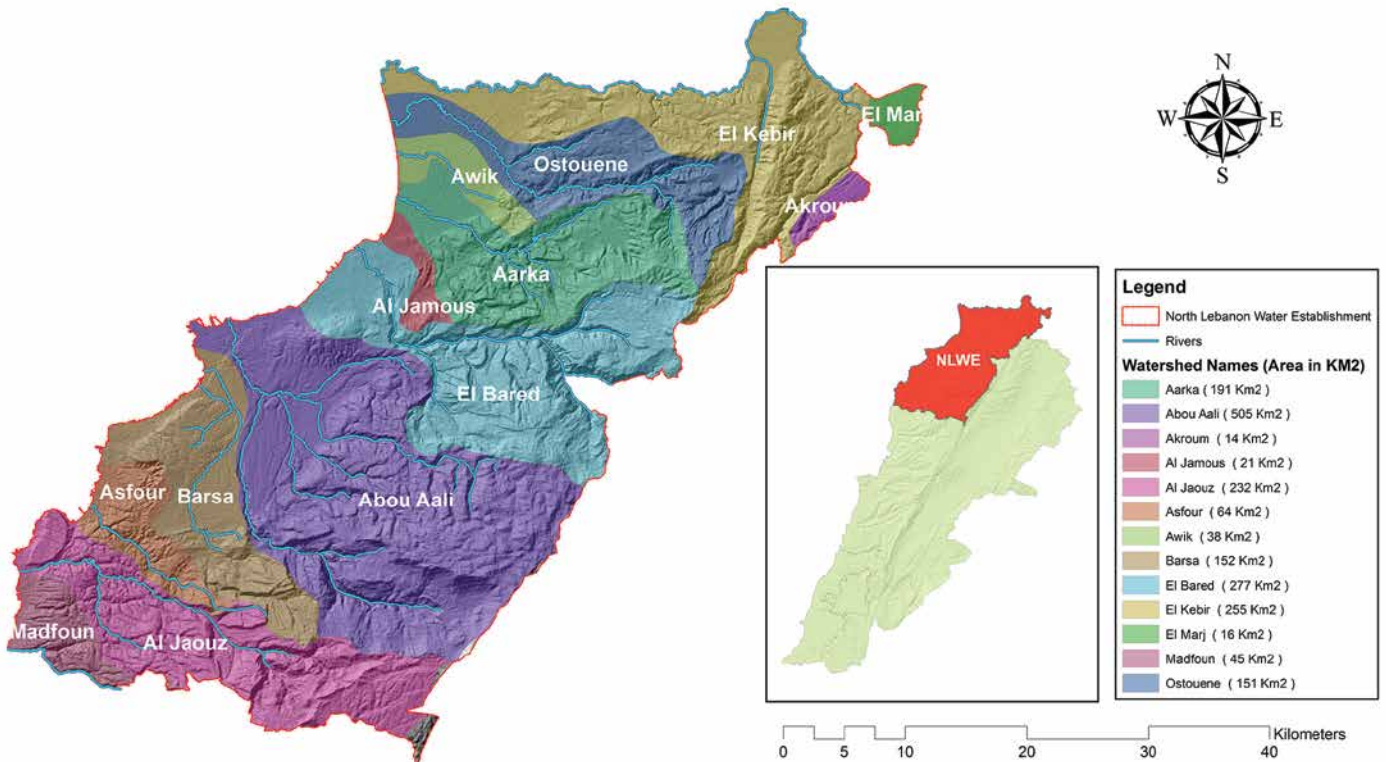 N
W
E
S
El Kebir
El Mar
Ostouene
Awik
Akroum
Aarka
Al Jamous
El Bared
Asfour
Barsa
Abou Aali
Madfoun
Al Jaouz
NLWE
Legend
North Lebanon Water Establishment
Rivers
Watershed Names (Area in KM2)
Aarka ( 191 Km2 )
Abou Aali ( 505 Km2 )
Akroum ( 14 Km2 )
Al Jamous ( 21 Km2 )
Al Jaouz ( 232 Km2 )
Asfour ( 64 Km2 )
Awik ( 38 Km2 )
Barsa ( 152 Km2 )
El Bared ( 277 Km2 )
El Kebir ( 255 Km2 )
El Marj ( 16 Km2 )
Madfoun ( 45 Km2 )
Ostouene ( 151 Km2 )
Kilometers
0 5 10 20 30 40